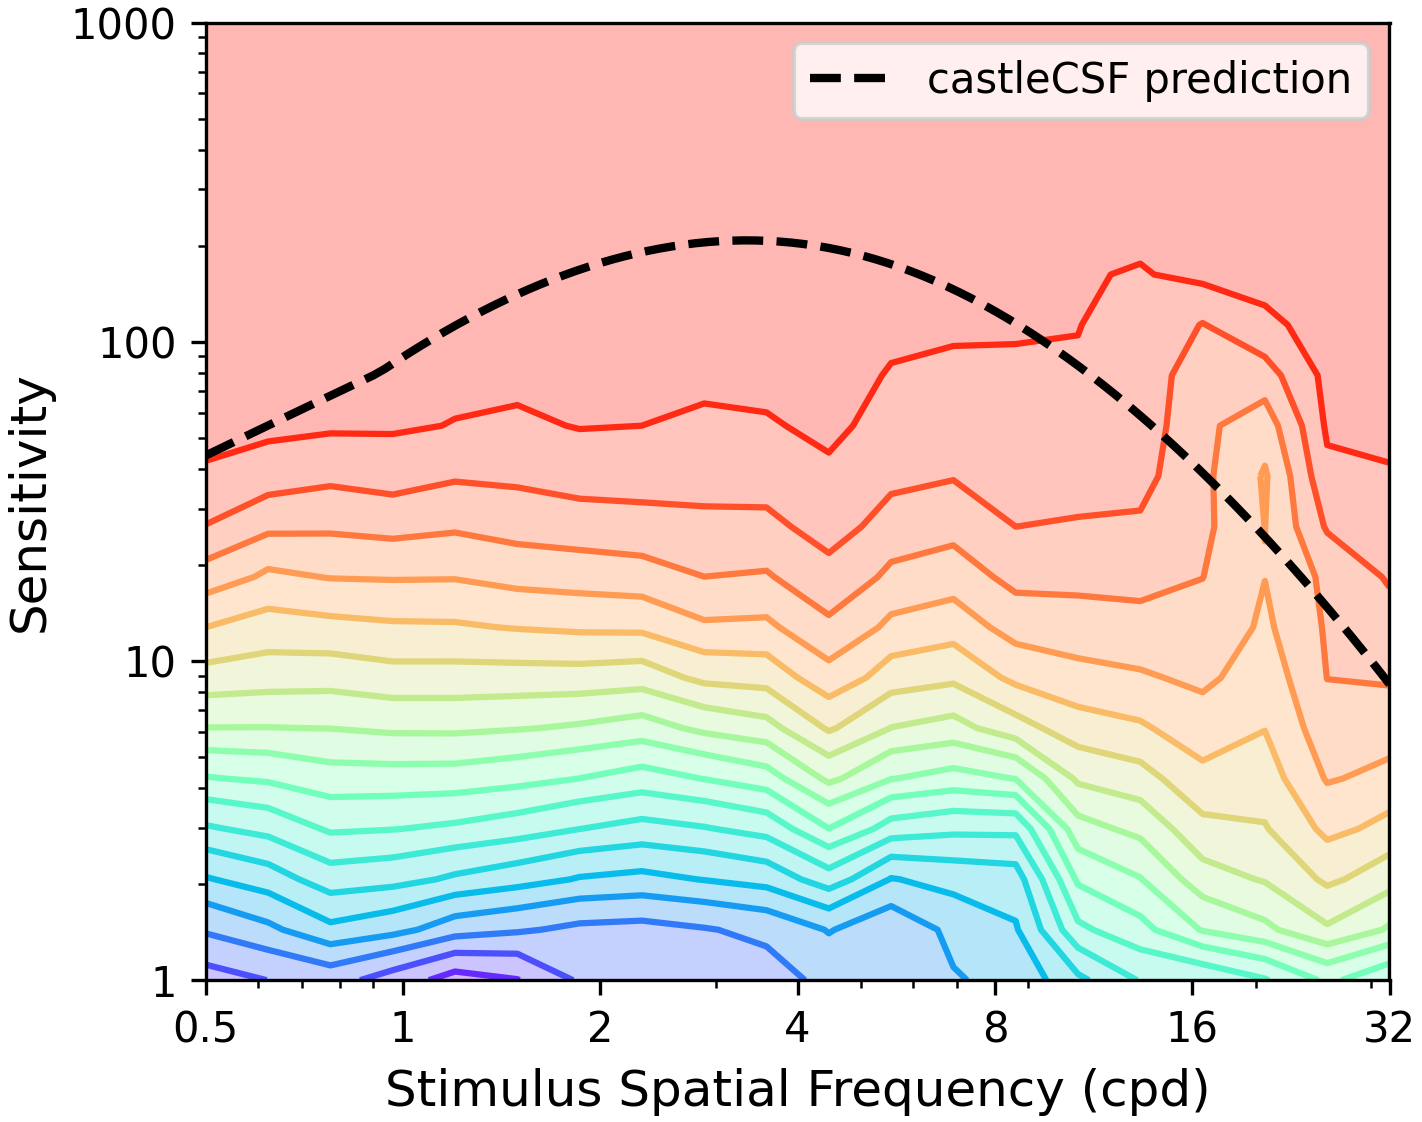 1000
100
10
1
Sensitivity
castleCSF prediction
0.5 1 2 4 8 16 32
Stimulus Spatial Frequency (cpd)